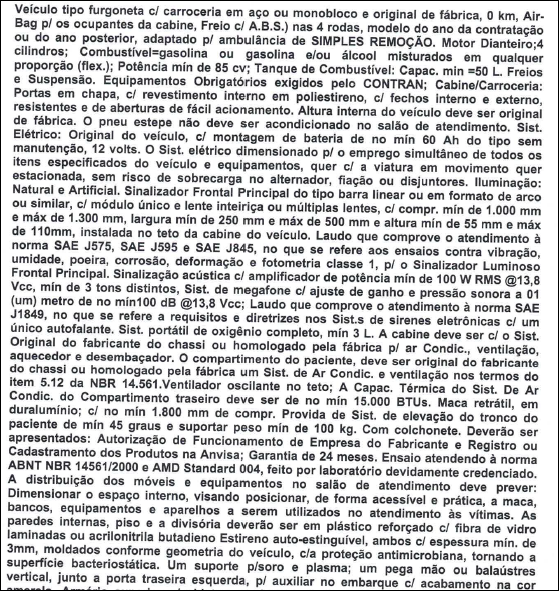 Veículo tipo furgoneta c/ carroceria em aço ou monobloco e original de fábrica, 0 km, Air-
Bag p/ os ocupantes da cabine, Freio c/ A.B.S.) nas 4 rodas, modelo do ano da contratação
ou do ano posterior, adaptado p/ ambulância de SIMPLES REMOÇÃO. Motor Dianteiro;4
cilindros; Combustível=gasolina ou gasolina e/ou álcool misturados em qualquer
proporção (flex.); Potência mín de 85 cv; Tanque de Combustível: Capac. min =50 L. Freios
e Suspensão. Equipamentos Obrigatórios exigidos pelo CONTRAN; Cabine/Carroceria:
Portas em chapa, c/ revestimento interno em poliestireno, c/ fechos interno e externo,
resistentes e de aberturas de fácil acionamento. Altura interna do veículo deve ser original
de fábrica. O pneu estepe não deve ser acondicionado no salão de atendimento. Sist.
Elétrico: Original do veículo, c/ montagem de bateria de no mín 60 Ah do tipo sem
manutenção, 12 volts. O Sist. elétrico dimensionado p/ o emprego simultâneo de todos os
itens especificados do veículo e equipamentos, quer c/ a viatura em movimento quer
estacionada, sem risco de sobrecarga no alternador, fiação ou disjuntores. Iluminação:
Natural e Artificial. Sinalizador Frontal Principal do tipo barra linear ou em formato de arco
ou similar, c/ módulo único e lente inteiriça ou múltiplas lentes, c/ compr. mín de 1.000 mm
e máx de 1.300 mm, largura mín de 250 mm e máx de 500 mm e altura mín de 55 mm e máx
de 110mm, instalada no teto da cabine do veículo. Laudo que comprove o atendimento à
norma SAE J575, SAE J595 e SAE J845, no que se refere aos ensaios contra vibração,
umidade, poeira, corrosão, deformação e fotometria classe 1, p/ o Sinalizador Luminoso
Frontal Principal. Sinalização acústica c/ amplificador de potência mín de 100 W RMS @13,8
Vcc, mín de 3 tons distintos, Sist. de megafone c/ ajuste de ganho e pressão sonora a 01
(um) metro de no mín100 dB @13,8 Vcc; Laudo que comprove o atendimento à norma SAE
J1849, no que se refere a requisitos e diretrizes nos Sist.s de sirenes eletrônicas c/ um
único autofalante. Sist. portátil de oxigênio completo, mín 3 L. A cabine deve ser c/ o Sist.
Original do fabricante do chassi ou homologado pela fábrica p/ ar Condic., ventilação,
aquecedor e desembaçador. O compartimento do paciente, deve ser original do fabricante
do chassi ou homologado pela fábrica um Sist. de Ar Condic. e ventilação nos termos do
item 5.12 da NBR 14.561.Ventilador oscilante no teto; A Capac. Térmica do Sist. De Ar
Condic. do Compartimento traseiro deve ser de no mín 15.000 BTUs. Maca retrátil, em
duralumínio; c/ no mín 1.800 mm de compr. Provida de Sist. de elevação do tronco do
paciente de mín 45 graus e suportar peso mín de 100 kg. Com colchonete. Deverão ser
apresentados: Autorização de Funcionamento de Empresa do Fabricante e Registro ou
Cadastramento dos Produtos na Anvisa; Garantia de 24 meses. Ensaio atendendo à norma
ABNT NBR 14561/2000 e AMD Standard 004, feito por laboratório devidamente credenciado.
A distribuição dos móveis e equipamentos no salão de atendimento deve prever:
Dimensionar o espaço interno, visando posicionar, de forma acessível e prática, a maca,
bancos, equipamentos e aparelhos a serem utilizados no atendimento às vítimas. As
paredes internas, piso e a divisória deverão ser em plástico reforçado c/ fibra de vidro
laminadas ou acrilonitrila butadieno Estireno auto-estinguível, ambos c/ espessura mín. de
3mm, moldados conforme geometria do veículo, c/a proteção antimicrobiana, tornando a
superfície bacteriostática. Um suporte p/soro e plasma; um pega mão ou balaústres
vertical, junto a porta traseira esquerda, p/ auxiliar no embarque c/ acabamento na cor